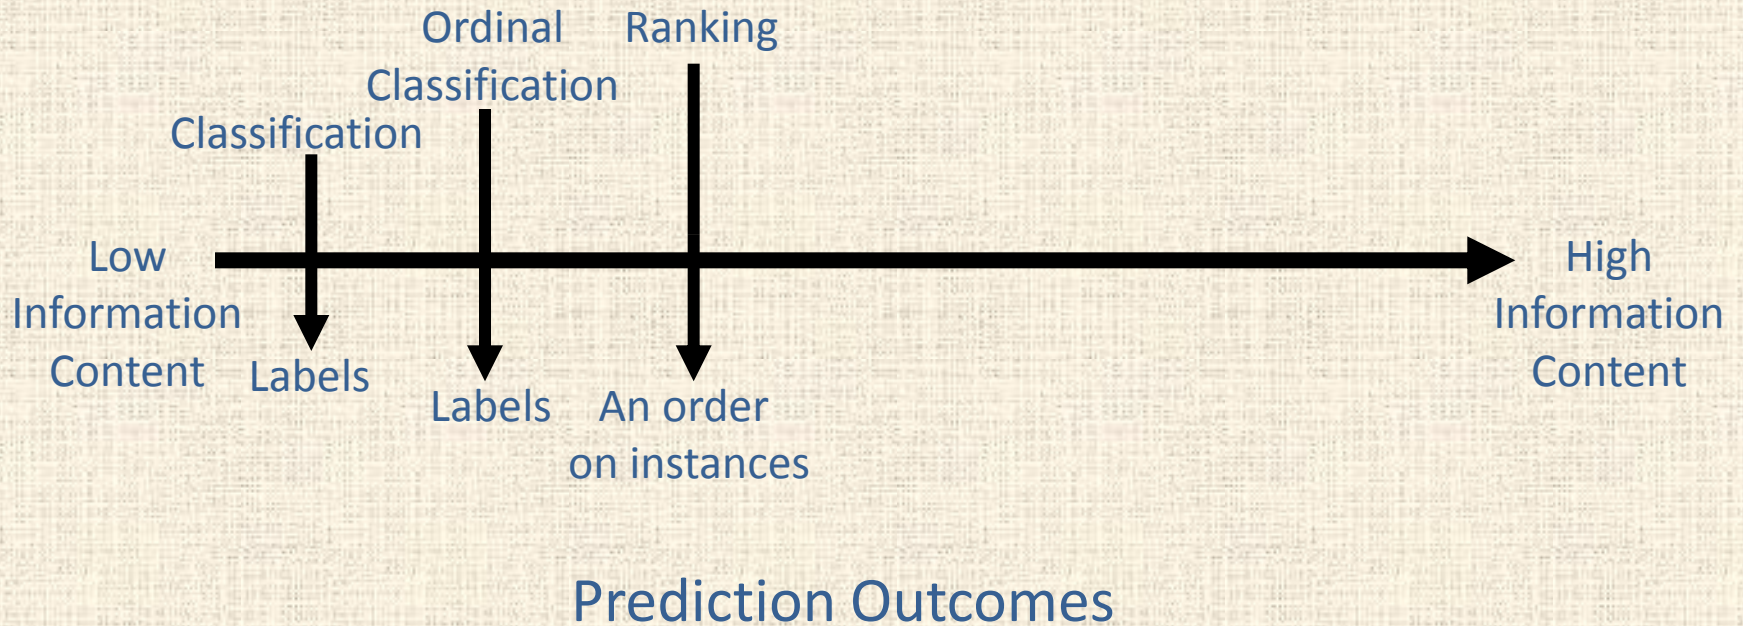 Ordinal
Classification
Ranking
Classification
Low
Information
Content
High
Information
Content
Labels
Labels
An order
on instances
Prediction Outcomes